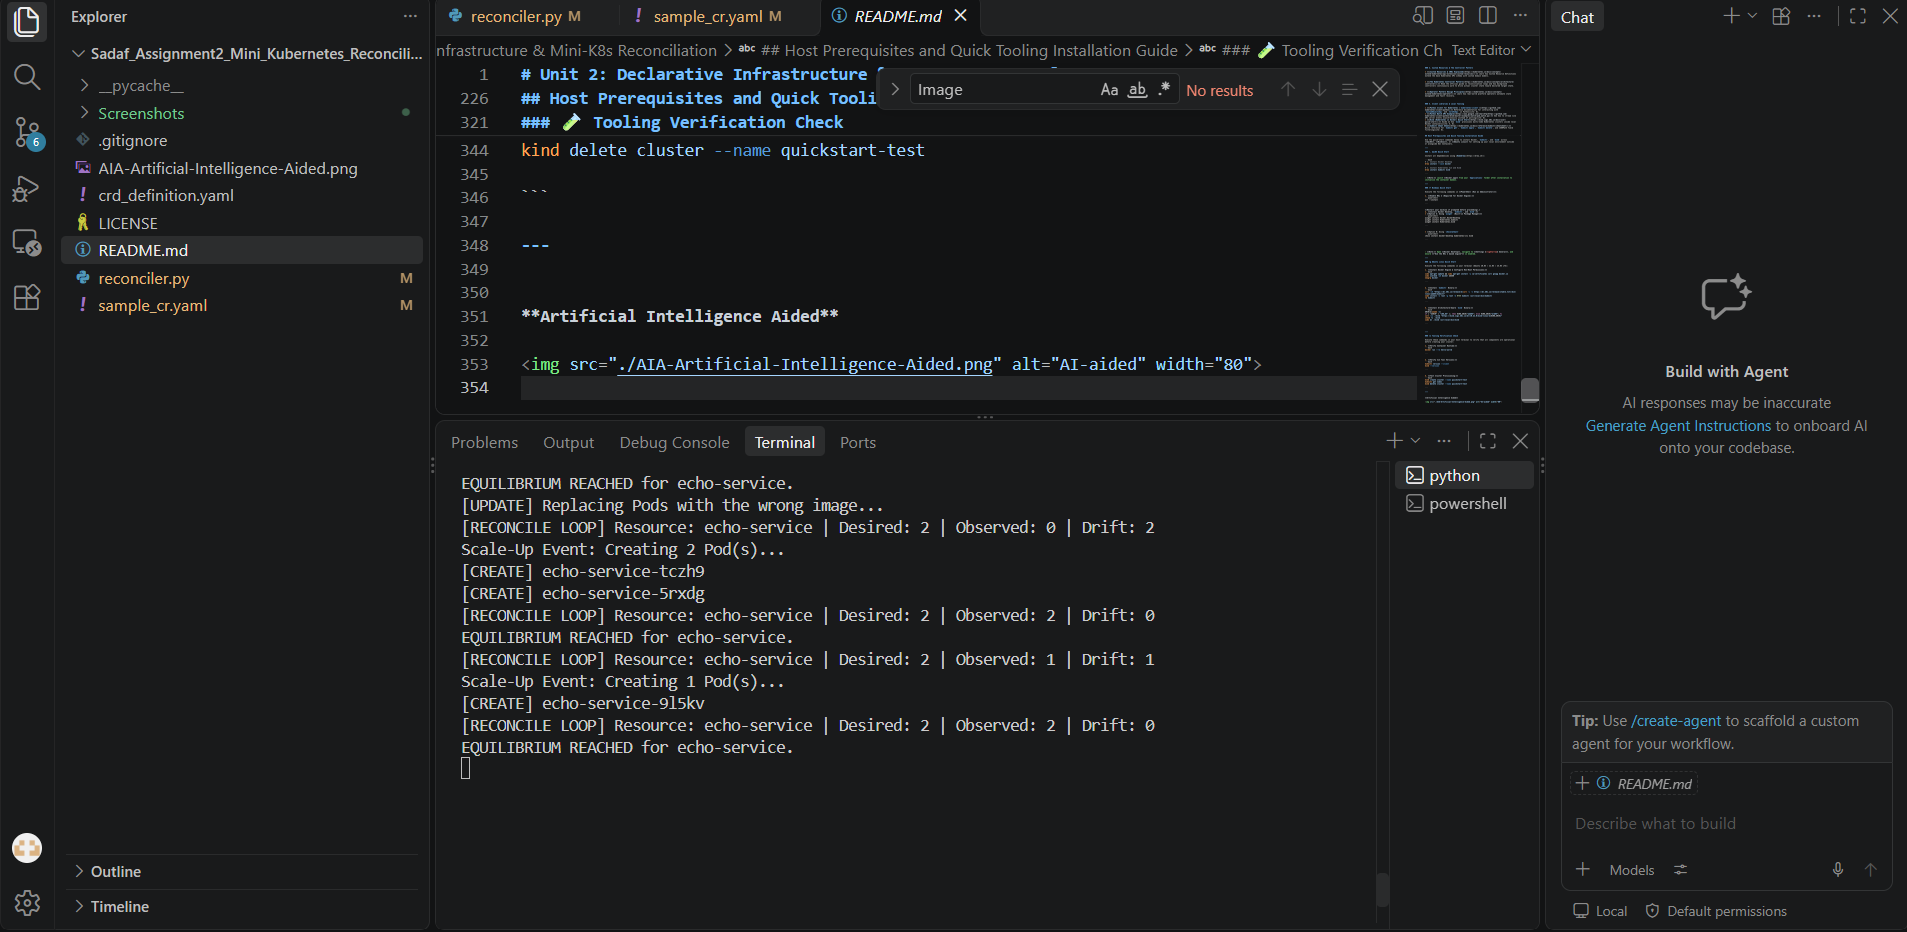 Explorer
Sadaf_Assignment2_Mini_Kubernetes_Reconcili...
__pycache__
Screenshots
.gitignore
AIA-Artificial-Intelligence-Aided.png
crd_definition.yaml
LICENSE
README.md
reconciler.py M
sample_cr.yaml M
Outline
Timeline
6
reconciler.py M
sample_cr.yaml M
README.md
nfrastructure & Mini-K8s Reconciliation > abc ## Host Prerequisites and Quick Tooling Installation Guide > abc ### Tooling Verification Ch Text Editor
Image
Aa ab .*
No results
1 # Unit 2: Declarative Infrastructure
226 ## Host Prerequisites and Quick Tooli
321 ### Tooling Verification Check
344 kind delete cluster --name quickstart-test
345
346 ```
347
348 ---
349
350
351 **Artificial Intelligence Aided**
352
353 <img src="./AIA-Artificial-Intelligence-Aided.png" alt="AI-aided" width="80">
354
Problems Output Debug Console Terminal Ports
EQUILIBRIUM REACHED for echo-service.
[UPDATE] Replacing Pods with the wrong image...
[RECONCILE LOOP] Resource: echo-service | Desired: 2 | Observed: 0 | Drift: 2
Scale-Up Event: Creating 2 Pod(s)...
[CREATE] echo-service-tczh9
[CREATE] echo-service-5rxdg
[RECONCILE LOOP] Resource: echo-service | Desired: 2 | Observed: 2 | Drift: 0
EQUILIBRIUM REACHED for echo-service.
[RECONCILE LOOP] Resource: echo-service | Desired: 2 | Observed: 1 | Drift: 1
Scale-Up Event: Creating 1 Pod(s)...
[CREATE] echo-service-9l5kv
[RECONCILE LOOP] Resource: echo-service | Desired: 2 | Observed: 2 | Drift: 0
EQUILIBRIUM REACHED for echo-service.
python
powershell
Chat
Build with Agent
AI responses may be inaccurate
Generate Agent Instructions to onboard AI
onto your codebase.
Tip: Use /create-agent to scaffold a custom
agent for your workflow.
README.md
Describe what to build
Models
Local Default permissions